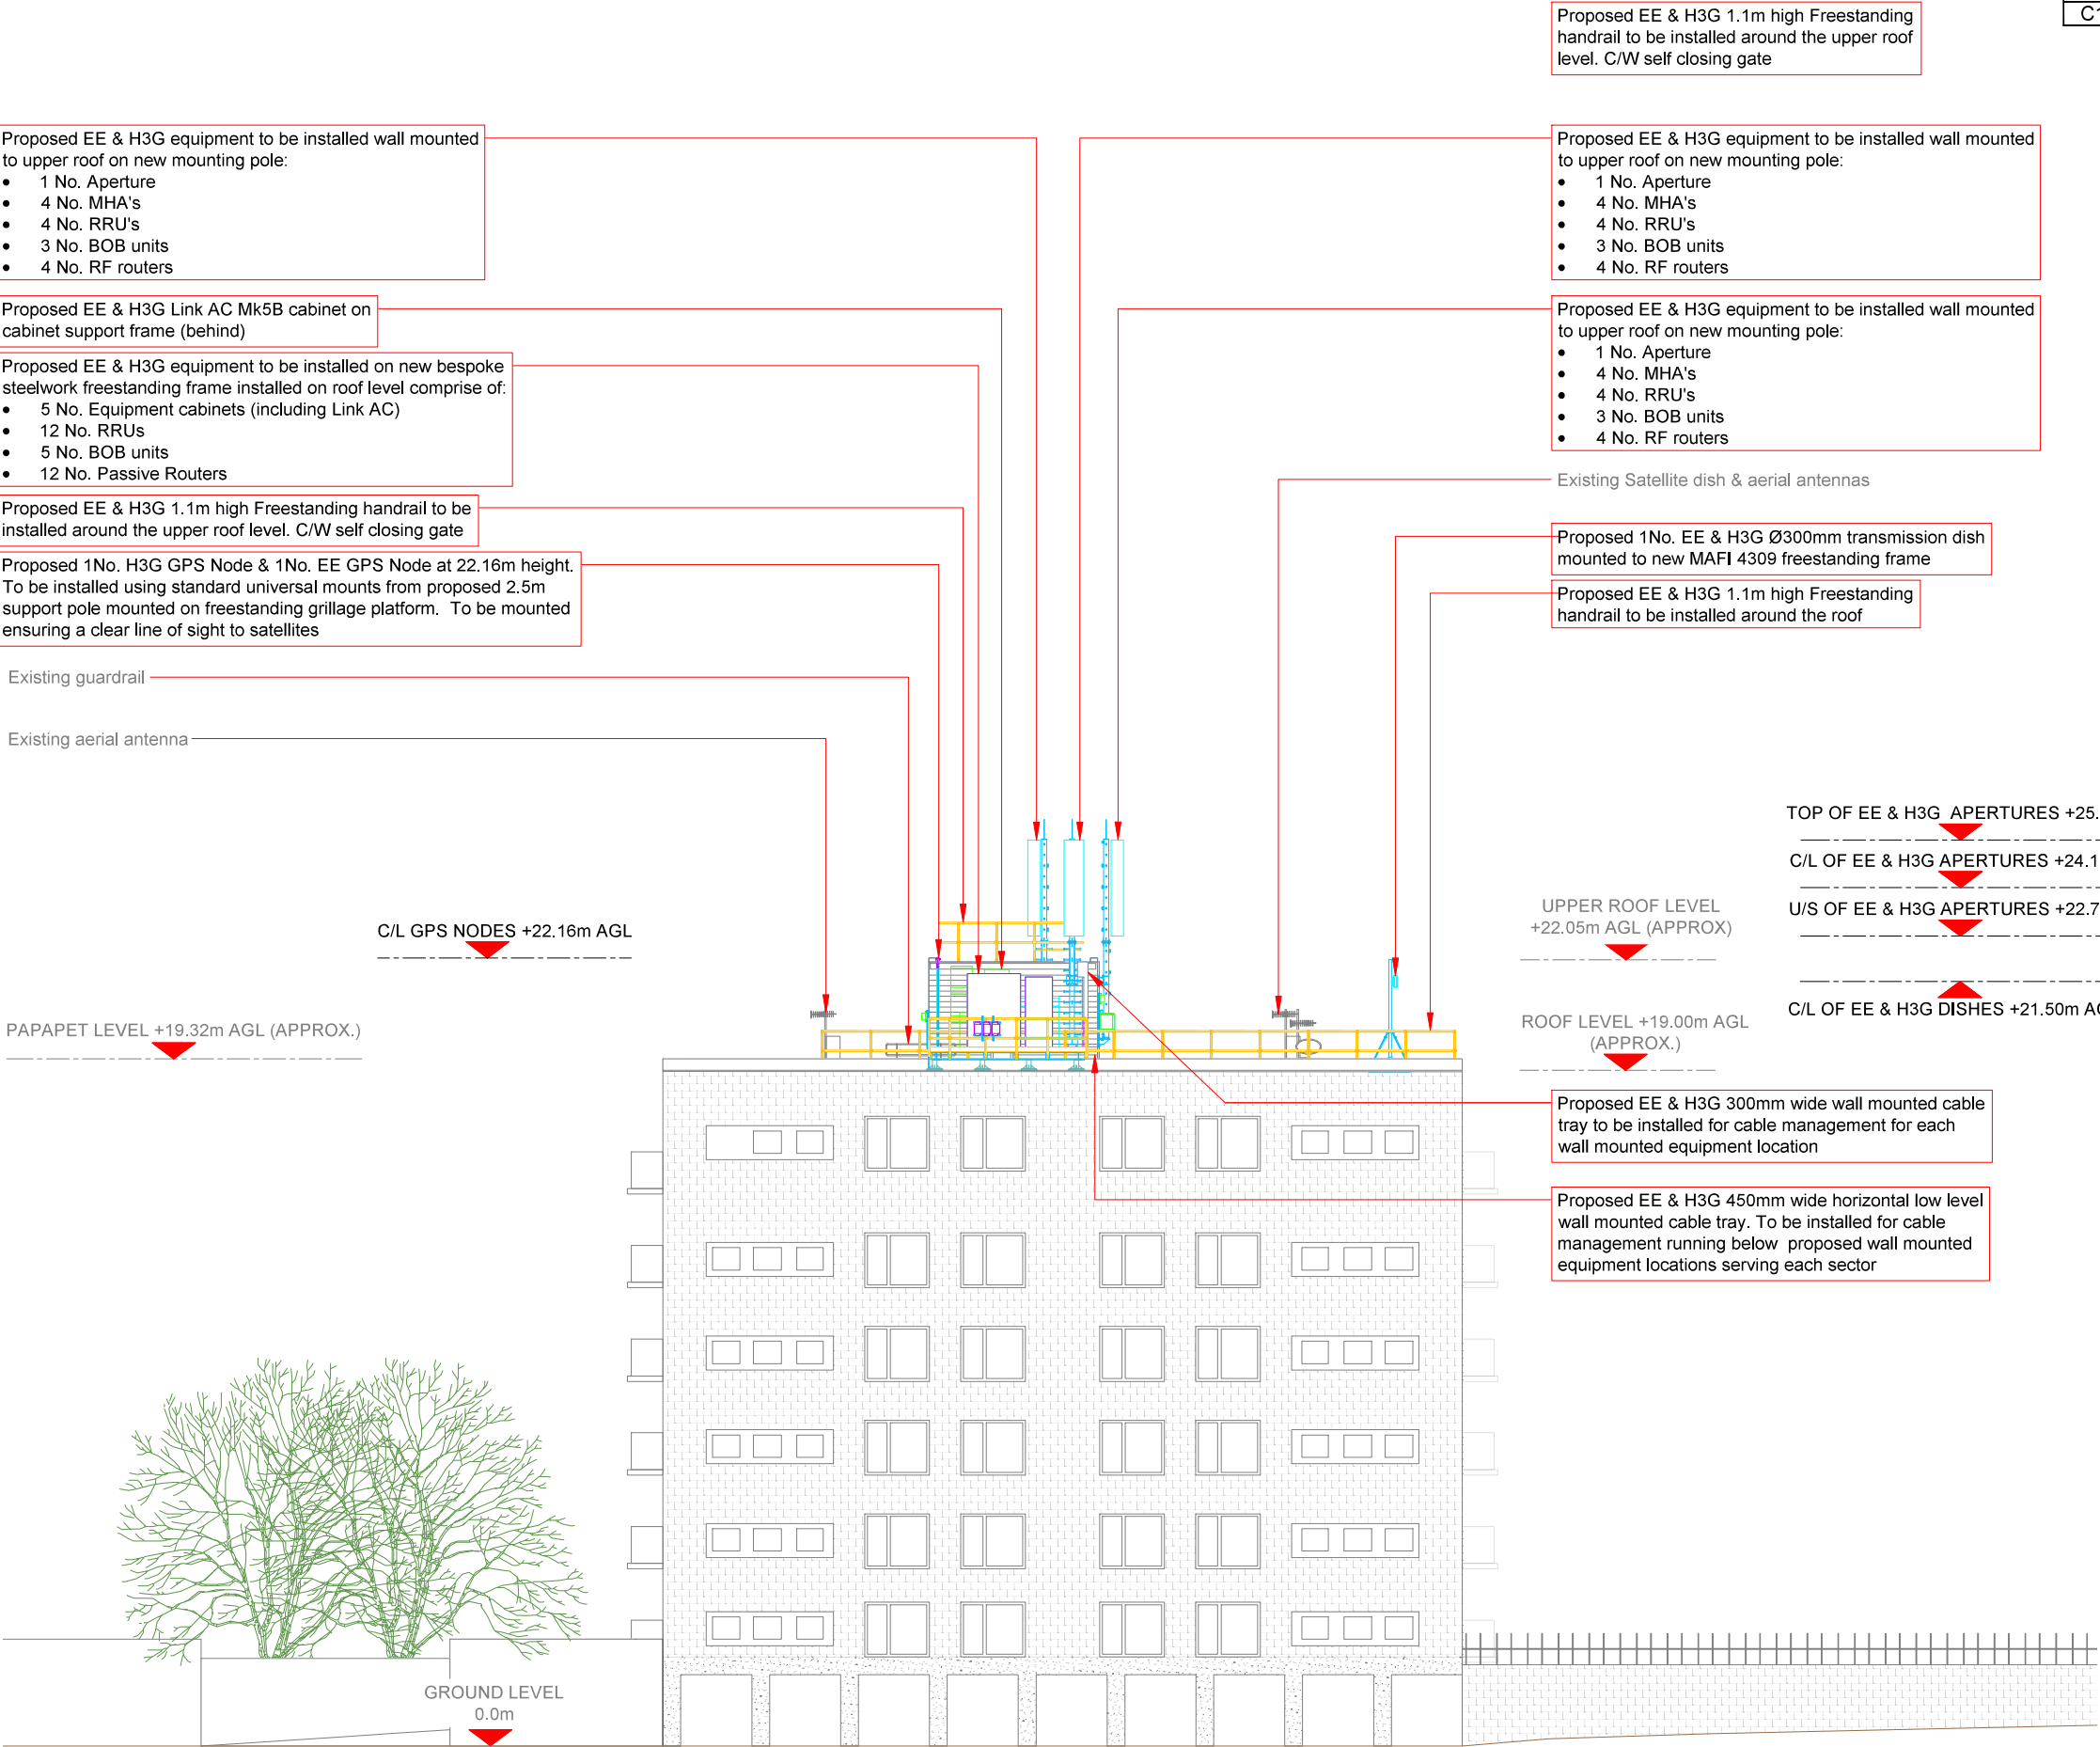 Proposed EE & H3G 1.1m high Freestanding
handrail to be installed around the upper roof
level. C/W self closing gate
Proposed EE & H3G equipment to be installed wall mounted
to upper roof on new mounting pole:
• 1 No. Aperture
• 4 No. MHA's
• 4 No. RRU's
• 3 No. BOB units
• 4 No. RF routers
Proposed EE & H3G Link AC Mk5B cabinet on
cabinet support frame (behind)
Proposed EE & H3G equipment to be installed on new bespoke
steelwork freestanding frame installed on roof level comprise of:
• 5 No. Equipment cabinets (including Link AC)
• 12 No. RRUs
• 5 No. BOB units
• 12 No. Passive Routers
Proposed EE & H3G 1.1m high Freestanding handrail to be
installed around the upper roof level. C/W self closing gate
Proposed 1No. H3G GPS Node & 1No. EE GPS Node at 22.16m height.
To be installed using standard universal mounts from proposed 2.5m
support pole mounted on freestanding grillage platform. To be mounted
ensuring a clear line of sight to satellites
Existing guardrail
Existing aerial antenna
C/L GPS NODES +22.16m AGL
PAPAPET LEVEL +19.32m AGL (APPROX.)
GROUND LEVEL
0.0m
Proposed EE & H3G equipment to be installed wall mounted
to upper roof on new mounting pole:
• 1 No. Aperture
• 4 No. MHA's
• 4 No. RRU's
• 3 No. BOB units
• 4 No. RF routers
Proposed EE & H3G equipment to be installed wall mounted
to upper roof on new mounting pole:
• 1 No. Aperture
• 4 No. MHA's
• 4 No. RRU's
• 3 No. BOB units
• 4 No. RF routers
Existing Satellite dish & aerial antennas
Proposed 1No. EE & H3G Ø300mm transmission dish
mounted to new MAFI 4309 freestanding frame
Proposed EE & H3G 1.1m high Freestanding
handrail to be installed around the roof
TOP OF EE & H3G APERTURES +25.
C/L OF EE & H3G APERTURES +24.1
U/S OF EE & H3G APERTURES +22.7
C/L OF EE & H3G DISHES +21.50m
UPPER ROOF LEVEL
+22.05m AGL (APPROX)
ROOF LEVEL +19.00m AGL
(APPROX.)
Proposed EE & H3G 300mm wide wall mounted cable
tray to be installed for cable management for each
wall mounted equipment location
Proposed EE & H3G 450mm wide horizontal low level
wall mounted cable tray. To be installed for cable
management running below proposed wall mounted
equipment locations serving each sector